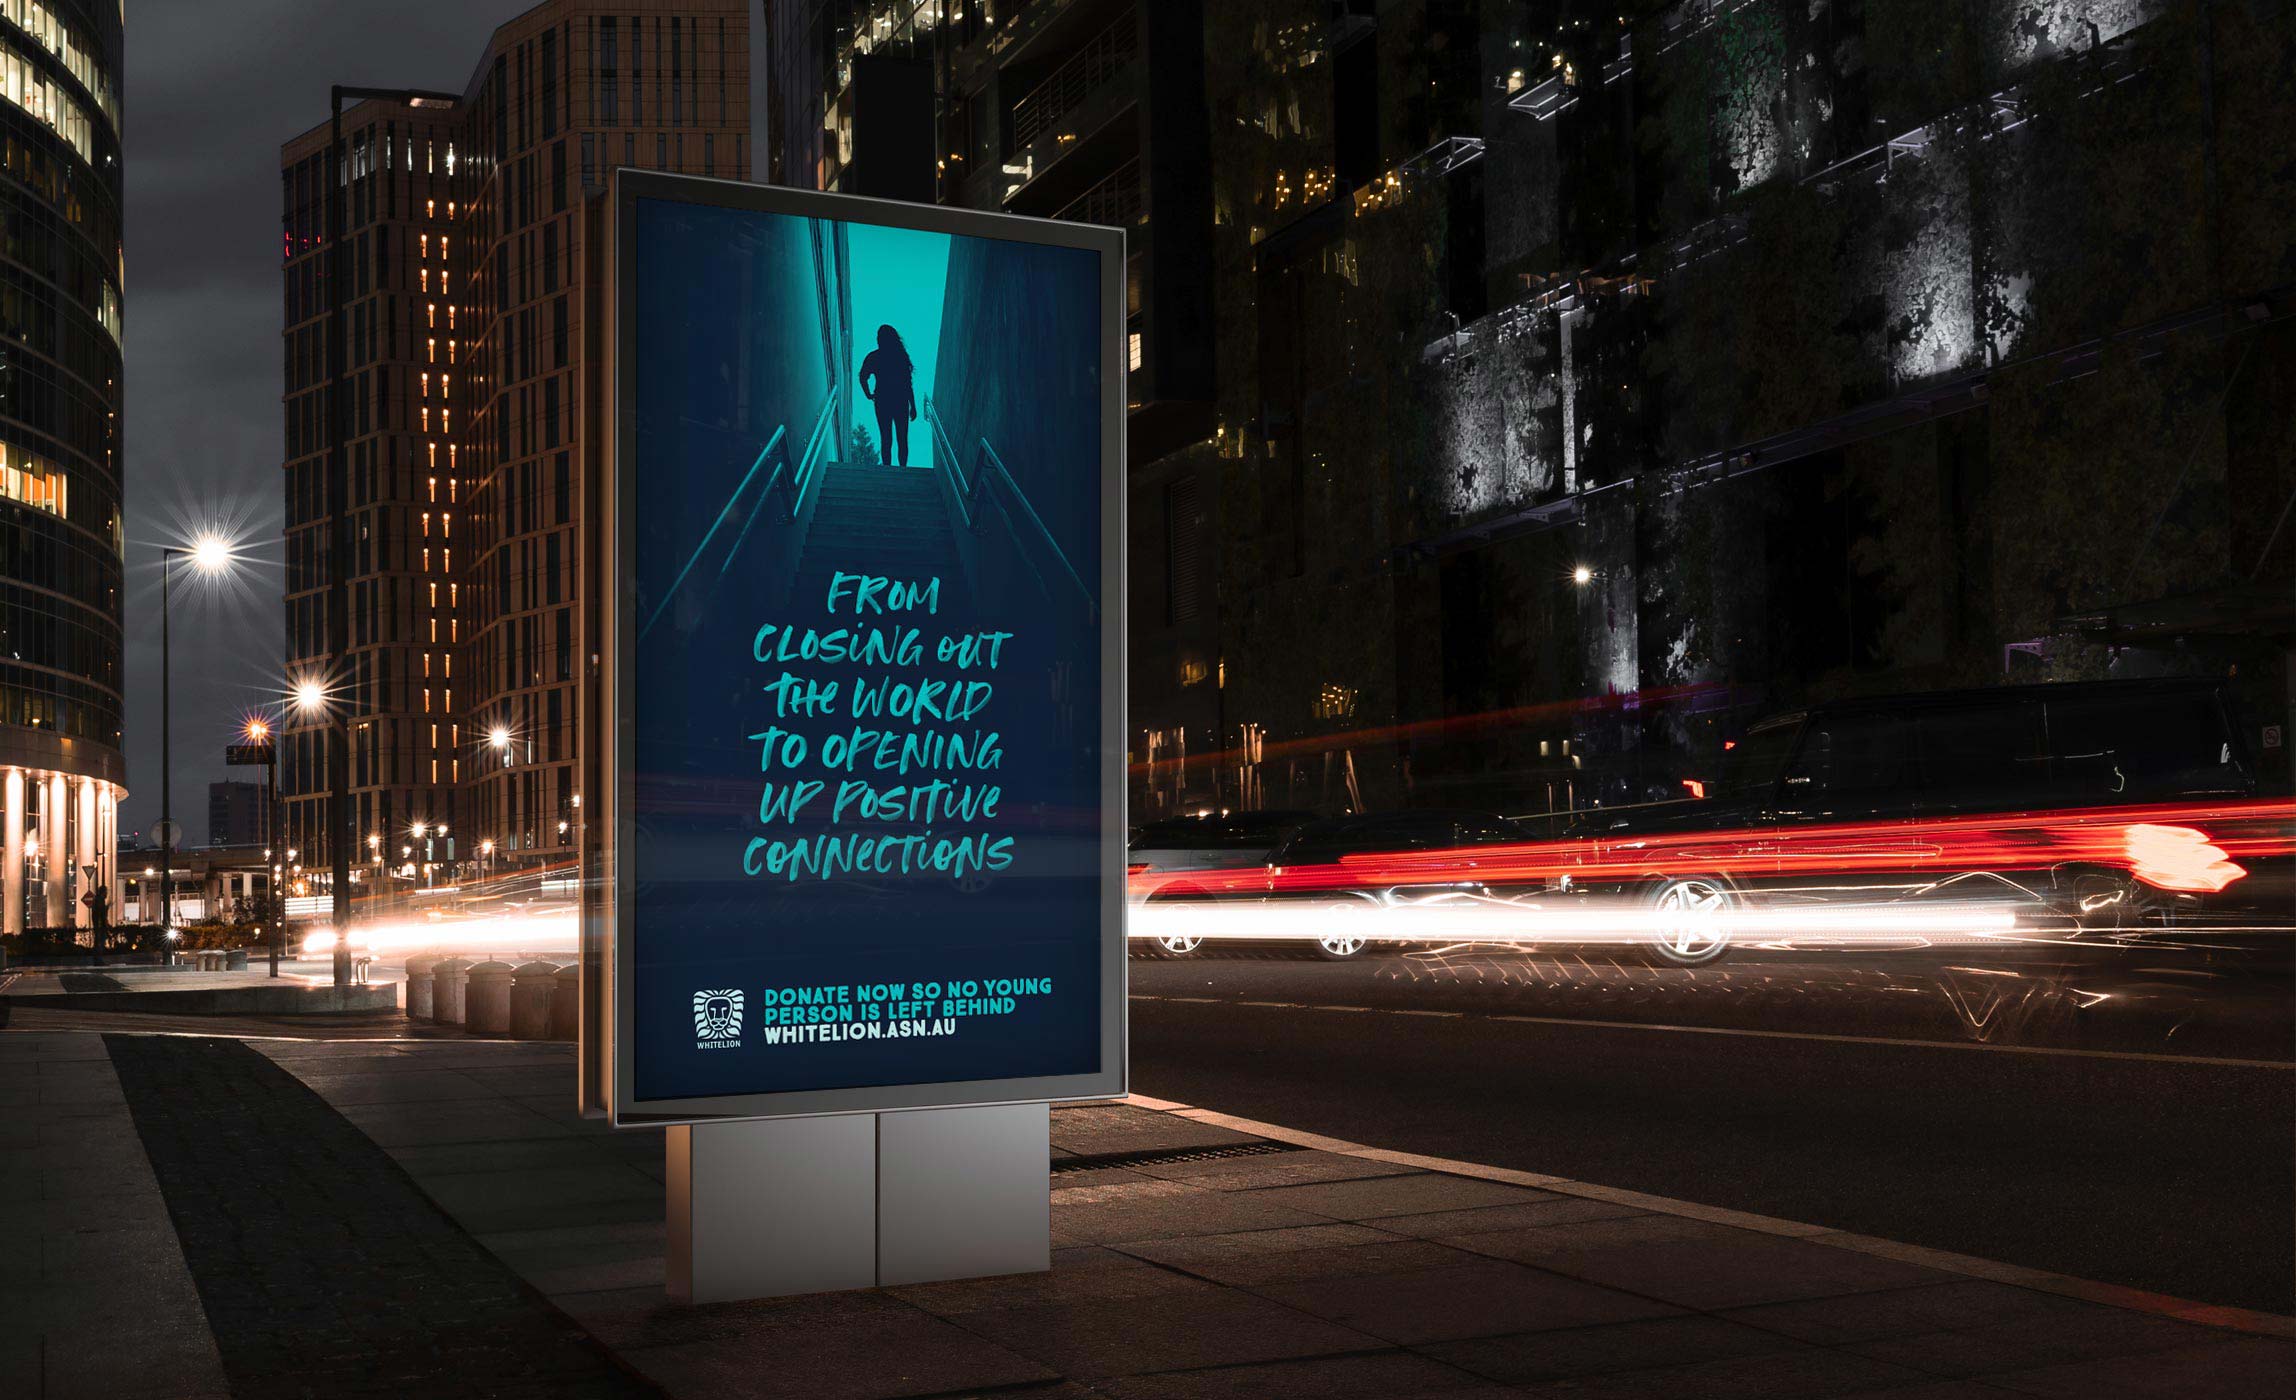 FROM
CLOSING OUT
THE WORLD
TO OPENING
UP POSITIVE
CONNECTIONS
DONATE NOW SO NO YOUNG
PERSON IS LEFT BEHIND
WHITELION.ASN.AU
WHITELION